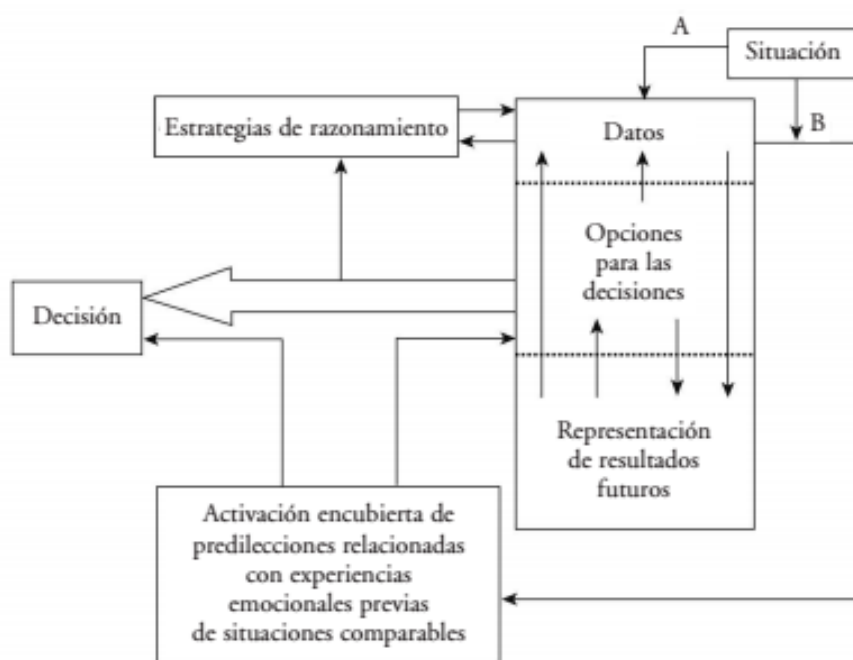 A
Situación
B
Estrategias de razonamiento
Datos
Opciones
para las
decisiones
Decisión
Representación
de resultados
futuros
Activación encubierta de
predilecciones relacionadas
con experiencias
emocionales previas
de situaciones comparables